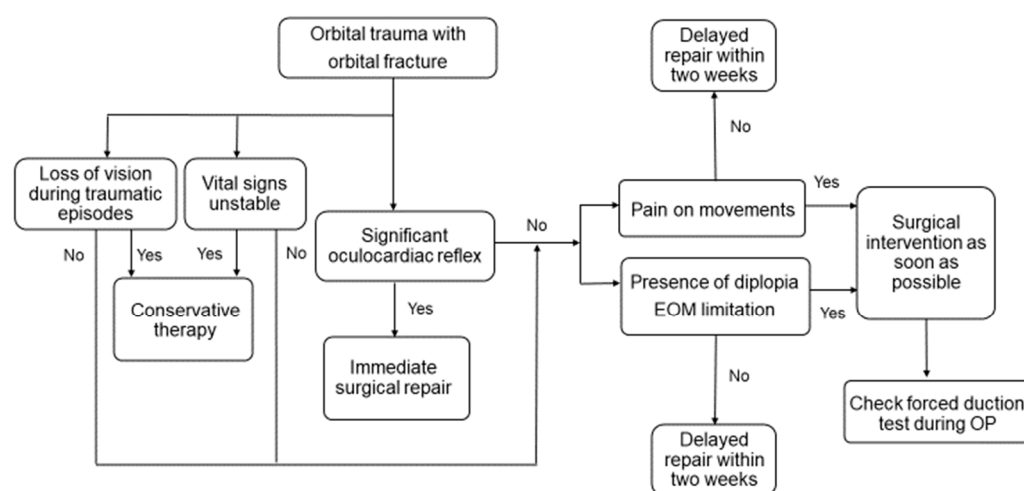 Orbital trauma with
orbital fracture
Loss of vision
during traumatic
episodes
Vital signs
unstable
No
Yes
Yes
No
Conservative
therapy
Significant
oculocardiac reflex
No
Yes
Immediate
surgical repair
Delayed
repair within
two weeks
No
Pain on movements
Yes
Presence of diplopia
EOM limitation
Yes
No
Delayed
repair within
two weeks
Surgical
intervention as
soon as
possible
Check forced duction
test during OP